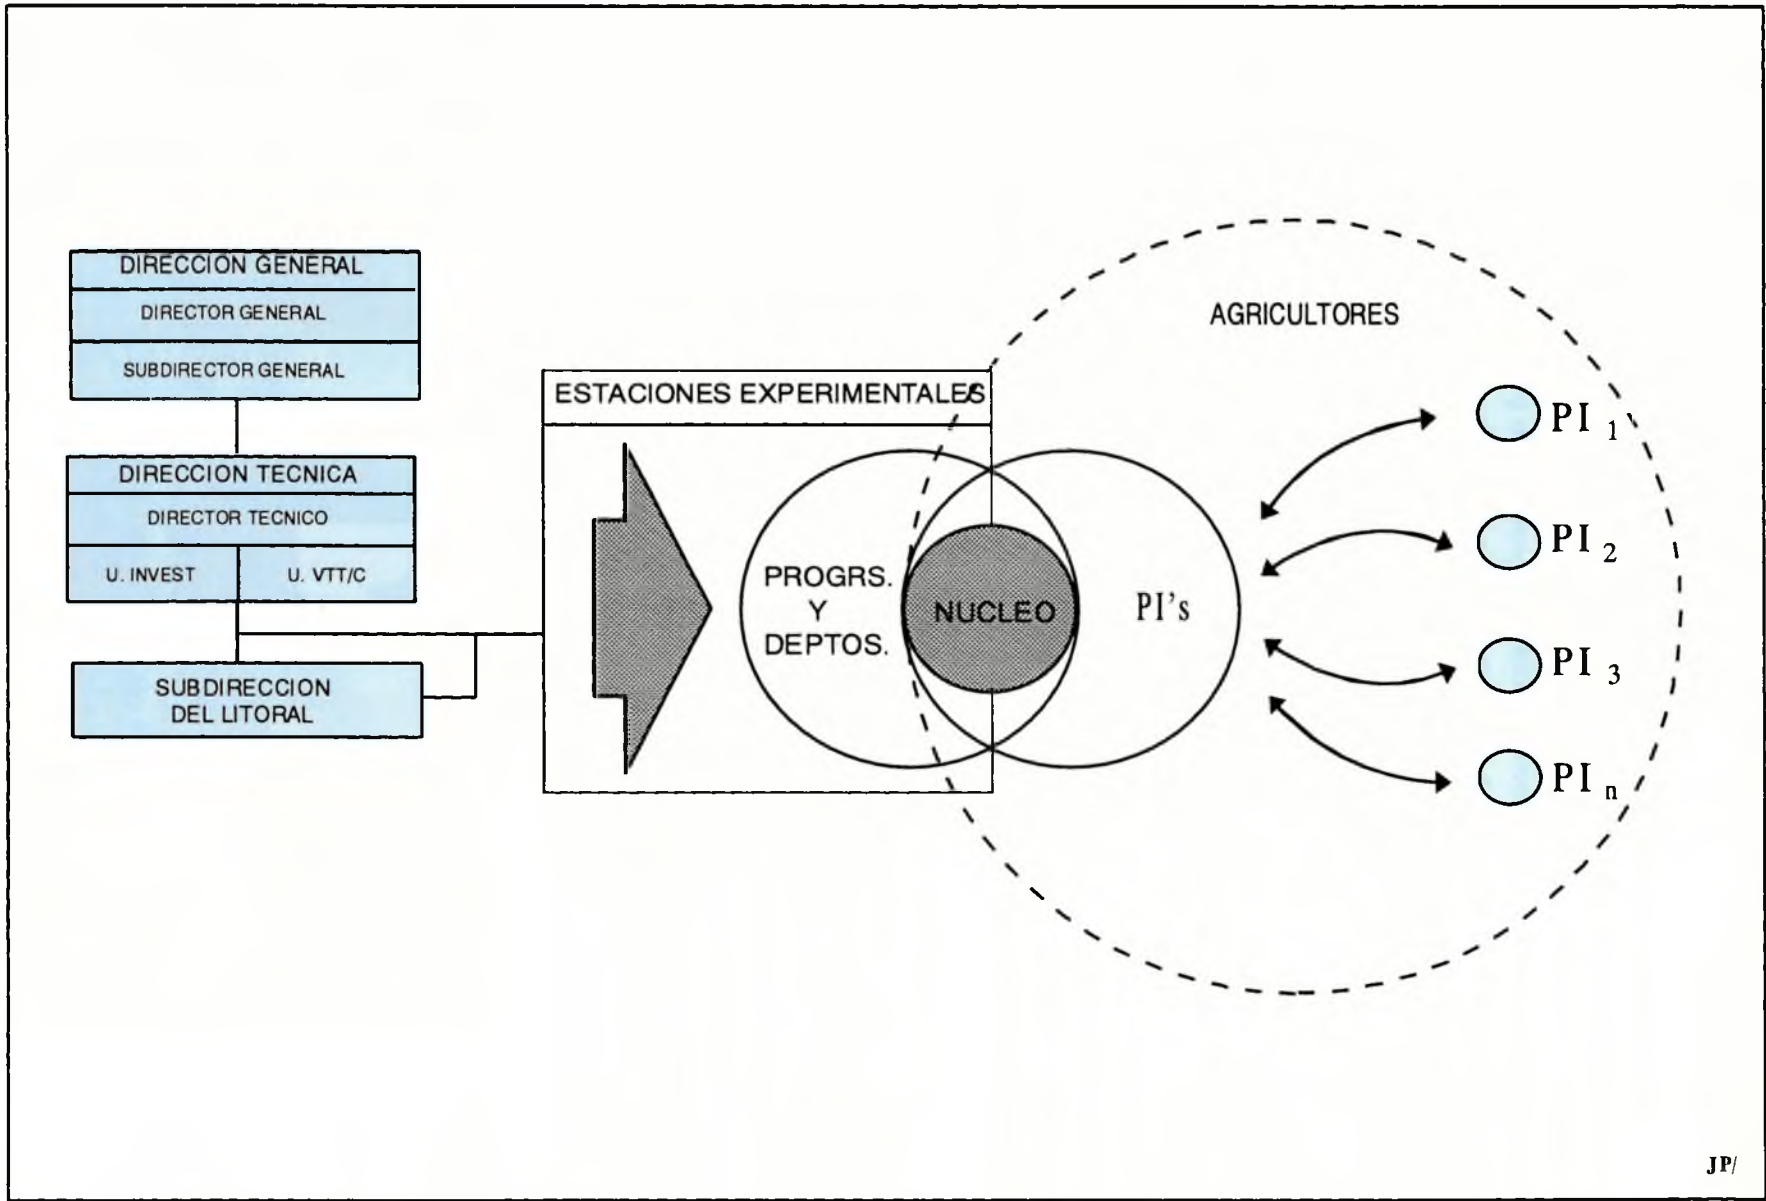 DIRECCION GENERAL
DIRECTOR GENERAL
SUBDIRECTOR GENERAL
DIRECCION TECNICA
DIRECTOR TECNICO
U. INVEST
U. VTT/C
SUBDIRECCION
DEL LITORAL
ESTACIONES EXPERIMENTALES
PROGRS.
Y
DEPTOS.
NUCLEO
PI's
AGRICULTORES
PI 1
PI 2
PI 3
PI n
JP/